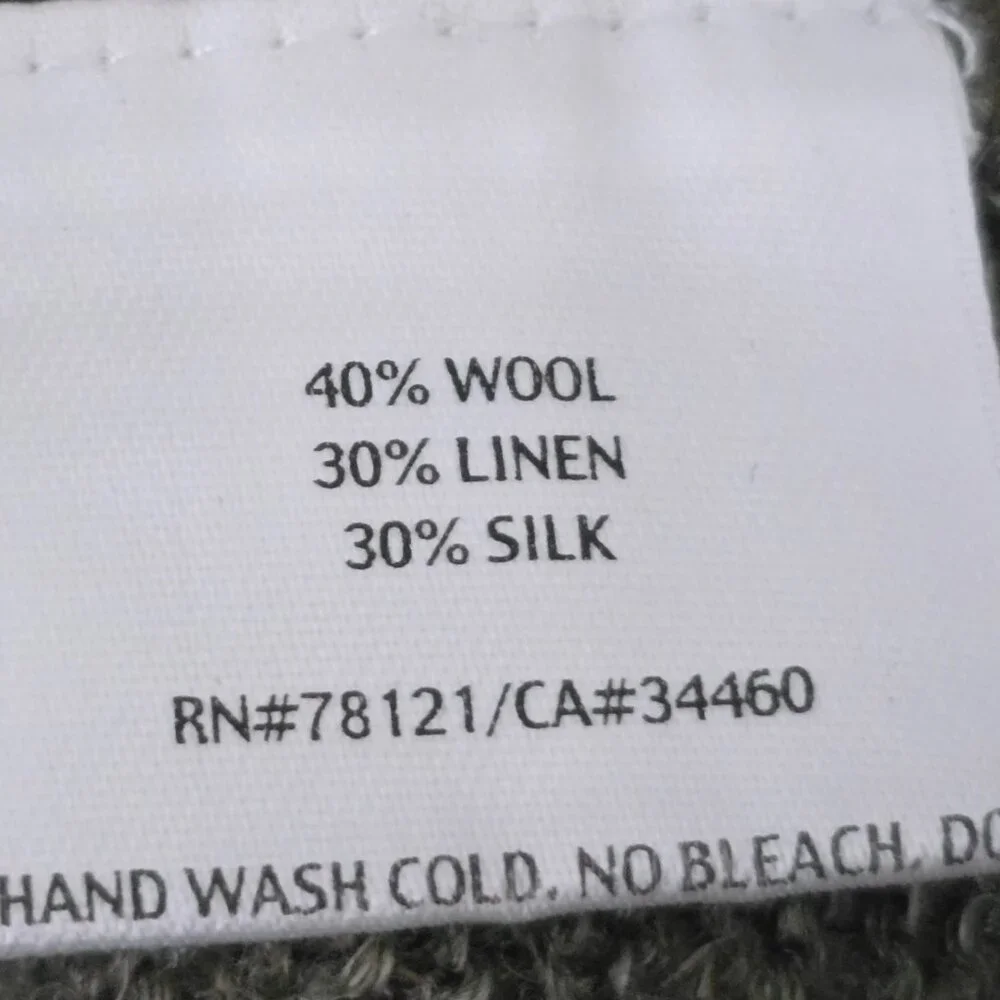 40% WOOL
30% LINEN
30% SILK
RN#78121/CA#34460
HAND WASH COLD. NO BLEACH.